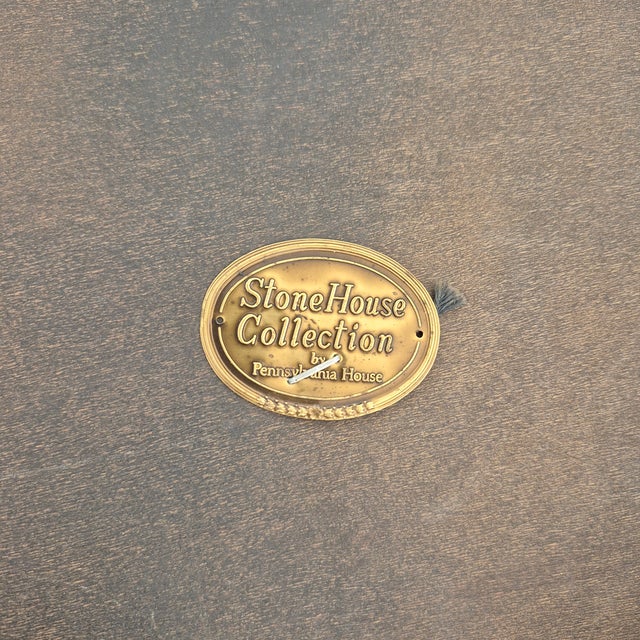 StoneHouse
Collection
by
Pennsylvania House